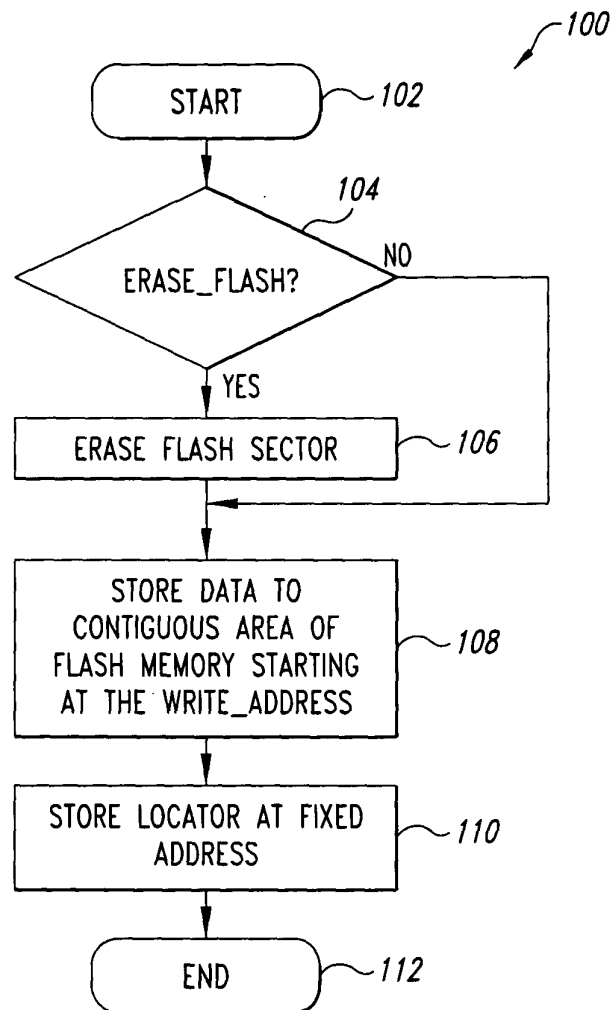 100
START
102
104
ERASE_FLASH?
NO
YES
ERASE FLASH SECTOR
106
STORE DATA TO
CONTIGUOUS AREA OF
FLASH MEMORY STARTING
AT THE WRITE_ADDRESS
108
STORE LOCATOR AT FIXED
ADDRESS
110
END
112